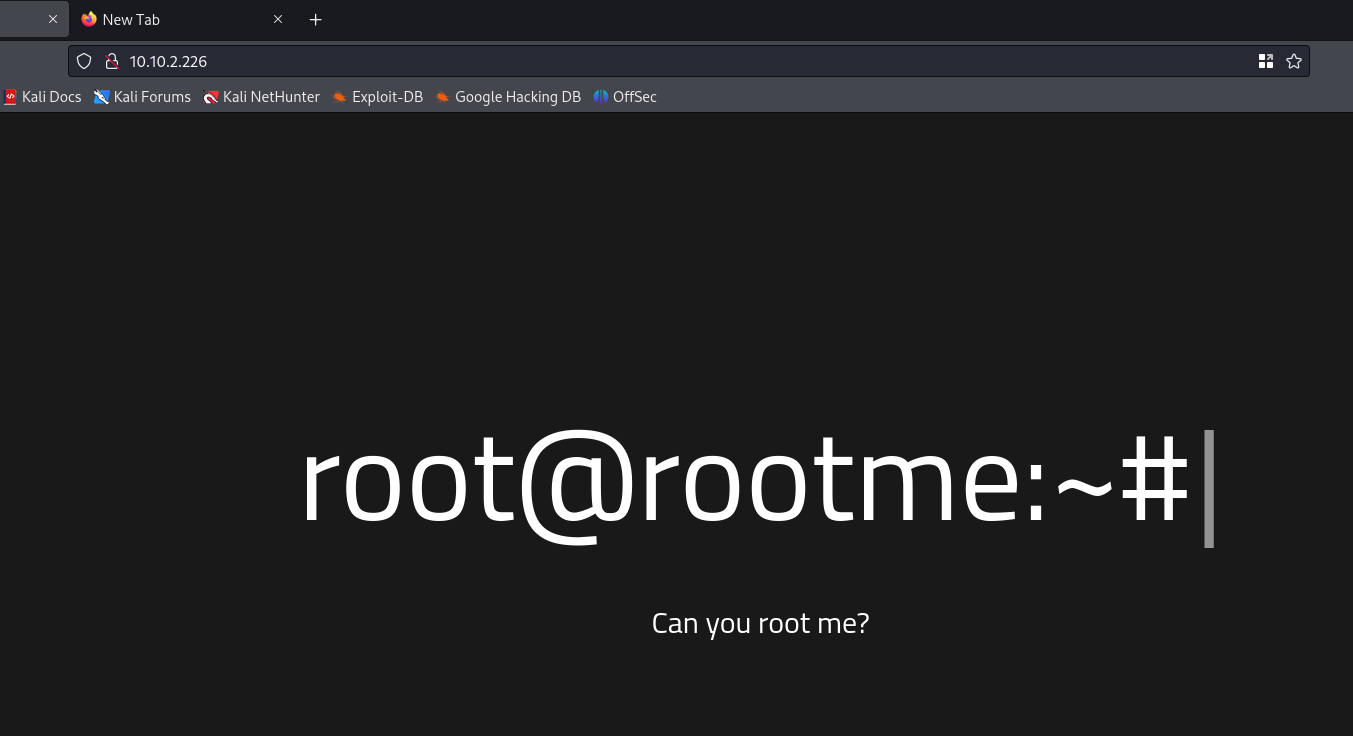 New Tab
10.10.2.226
Kali Docs Kali Forums Kali NetHunter Exploit-DB Google Hacking DB OffSec
root@rootme:~#
Can you root me?